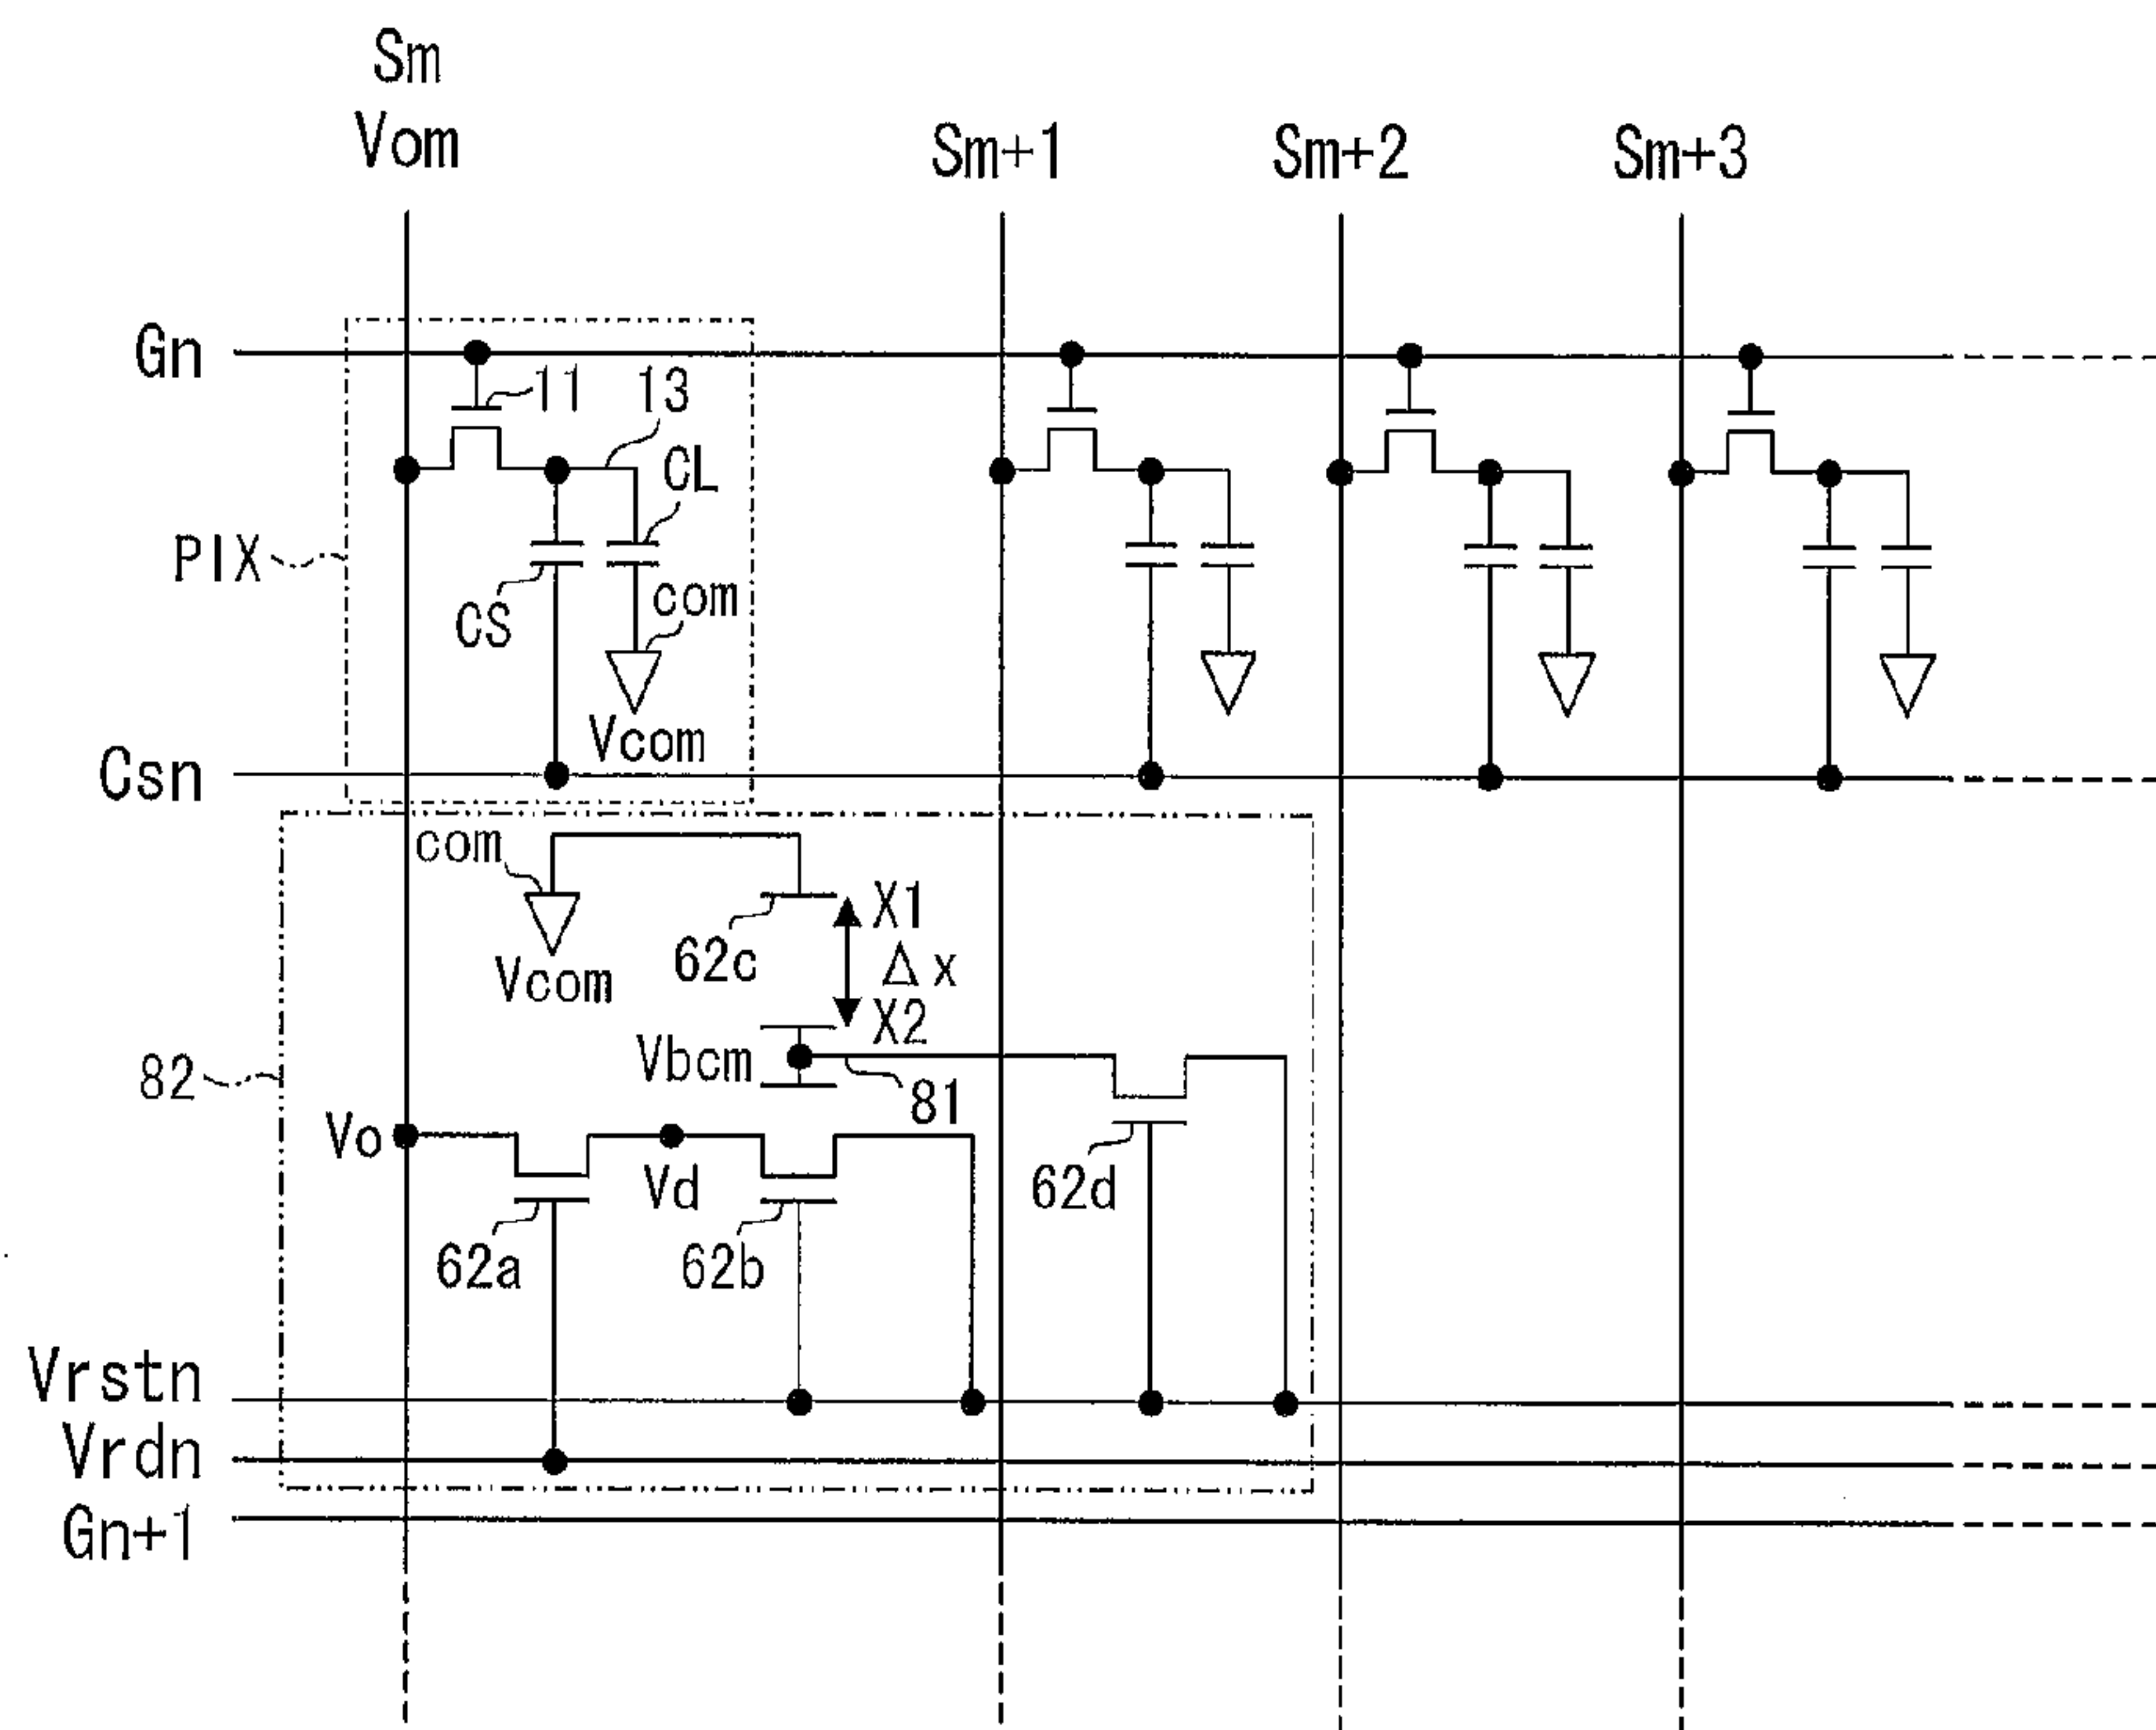 Sm
Vom
Sm+1
Sm+2
Sm+3
Gn
11
13
CL
PIX
CS
com
Vcom
Csn
com
X1
62c
Δx
Vcom
X2
Vbcm
82
81
Vo
Vd
62d
62a
62b
Vrstn
Vrdn
Gn+1